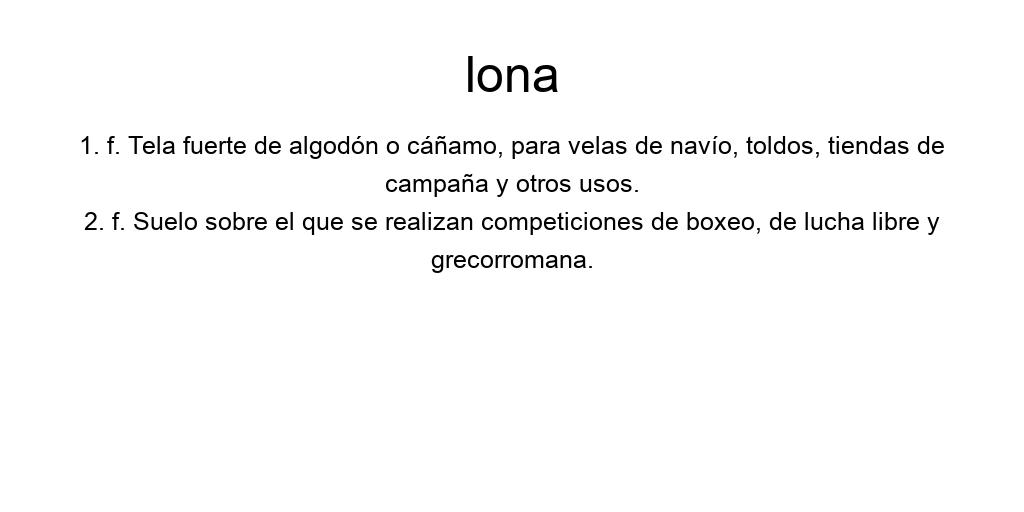 lona
1. f. Tela fuerte de algodón o cáñamo, para velas de navío, toldos, tiendas de
campaña y otros usos.
2. f. Suelo sobre el que se realizan competiciones de boxeo, de lucha libre y
grecorromana.